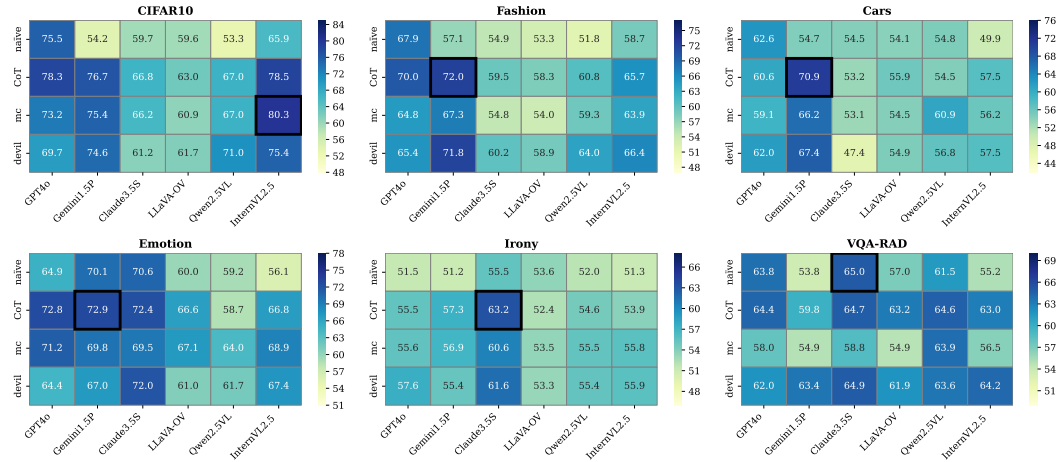 CIFAR10
naïve 75.5 54.2 59.7 59.6 53.3 65.9
CoT 78.3 76.7 66.8 63.0 67.0 78.5
mc 73.2 75.4 66.2 60.9 67.0 80.3
devil 69.7 74.6 61.2 61.7 71.0 75.4
GPT4o Gemini1.5P Claude3.5S LLaVA-OV Qwen2.5VL InternVL2.5
84
80
76
72
68
64
60
56
52
48
Fashion
naïve 67.9 57.1 54.9 53.3 51.8 58.7
CoT 70.0 72.0 59.5 58.3 60.8 65.7
mc 64.8 67.3 54.8 54.0 59.3 63.9
devil 65.4 71.8 60.2 58.9 64.0 66.4
GPT4o Gemini1.5P Claude3.5S LLaVA-OV Qwen2.5VL InternVL2.5
75
72
69
66
63
60
57
54
51
48
Cars
naïve 62.6 54.7 54.5 54.1 54.8 49.9
CoT 60.6 70.9 53.2 55.9 54.5 57.5
mc 59.1 66.2 53.1 54.5 60.9 56.2
devil 62.0 67.4 47.4 54.9 56.8 57.5
GPT4o Gemini1.5P Claude3.5S LLaVA-OV Qwen2.5VL InternVL2.5
76
72
68
64
60
56
52
48
44
Emotion
naïve 64.9 70.1 70.6 60.0 59.2 56.1
CoT 72.8 72.9 72.4 66.6 58.7 66.8
mc 71.2 69.8 69.5 67.1 64.0 68.9
devil 64.4 67.0 72.0 61.0 61.7 67.4
GPT4o Gemini1.5P Claude3.5S LLaVA-OV Qwen2.5VL InternVL2.5
78
75
72
69
66
63
60
57
54
51
Irony
naïve 51.5 51.2 55.5 53.6 52.0 51.3
CoT 55.5 57.3 63.2 52.4 54.6 53.9
mc 55.6 56.9 60.6 53.5 55.5 55.8
devil 57.6 55.4 61.6 53.3 55.4 55.9
GPT4o Gemini1.5P Claude3.5S LLaVA-OV Qwen2.5VL InternVL2.5
66
63
60
57
54
51
48
VQA-RAD
naïve 63.8 53.8 65.0 57.0 61.5 55.2
CoT 64.4 59.8 64.7 63.2 64.6 63.0
mc 58.0 54.9 58.8 54.9 63.9 56.5
devil 62.0 63.4 64.9 61.9 63.6 64.2
GPT4o Gemini1.5P Claude3.5S LLaVA-OV Qwen2.5VL InternVL2.5
69
66
63
60
57
54
51